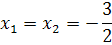 x₁ = x₂ = −3/2